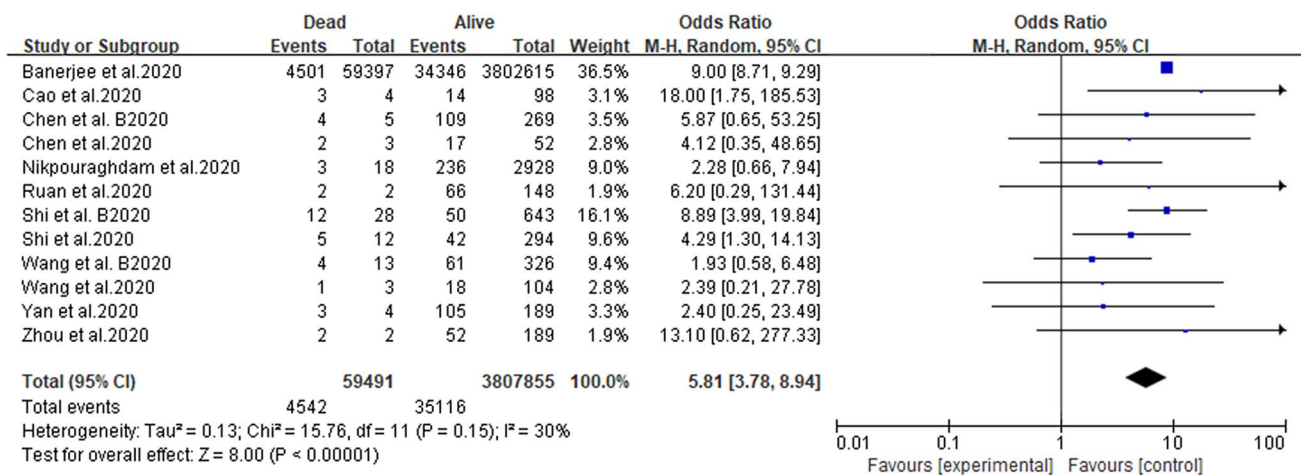 Dead Alive Odds Ratio Odds Ratio
Study or Subgroup Events Total Events Total Weight M-H, Random, 95% CI M-H, Random, 95% CI
Banerjee et al.2020 4501 59397 34346 3802615 36.5% 9.00 [8.71, 9.29]
Cao et al.2020 3 4 14 98 3.1% 18.00 [1.75, 185.53]
Chen et al. B2020 4 5 109 269 3.5% 5.87 [0.65, 53.25]
Chen et al.2020 2 3 17 52 2.8% 4.12 [0.35, 48.65]
Nikpouraghdam et al.2020 3 18 236 2928 9.0% 2.28 [0.66, 7.94]
Ruan et al.2020 2 2 66 148 1.9% 6.20 [0.29, 131.44]
Shi et al. B2020 12 28 50 643 16.1% 8.89 [3.99, 19.84]
Shi et al.2020 5 12 42 294 9.6% 4.29 [1.30, 14.13]
Wang et al. B2020 4 13 61 326 9.4% 1.93 [0.58, 6.48]
Wang et al.2020 1 3 18 104 2.8% 2.39 [0.21, 27.78]
Yan et al.2020 3 4 105 189 3.3% 2.40 [0.25, 23.49]
Zhou et al.2020 2 2 52 189 1.9% 13.10 [0.62, 277.33]
Total (95% CI) 59491 3807855 100.0% 5.81 [3.78, 8.94]
Total events 4542 35116
Heterogeneity: Tau² = 0.13; Chi² = 15.76, df = 11 (P = 0.15); I² = 30%
Test for overall effect: Z = 8.00 (P < 0.00001)
0.01 0.1 1 10 100
Favours [experimental] Favours [control]